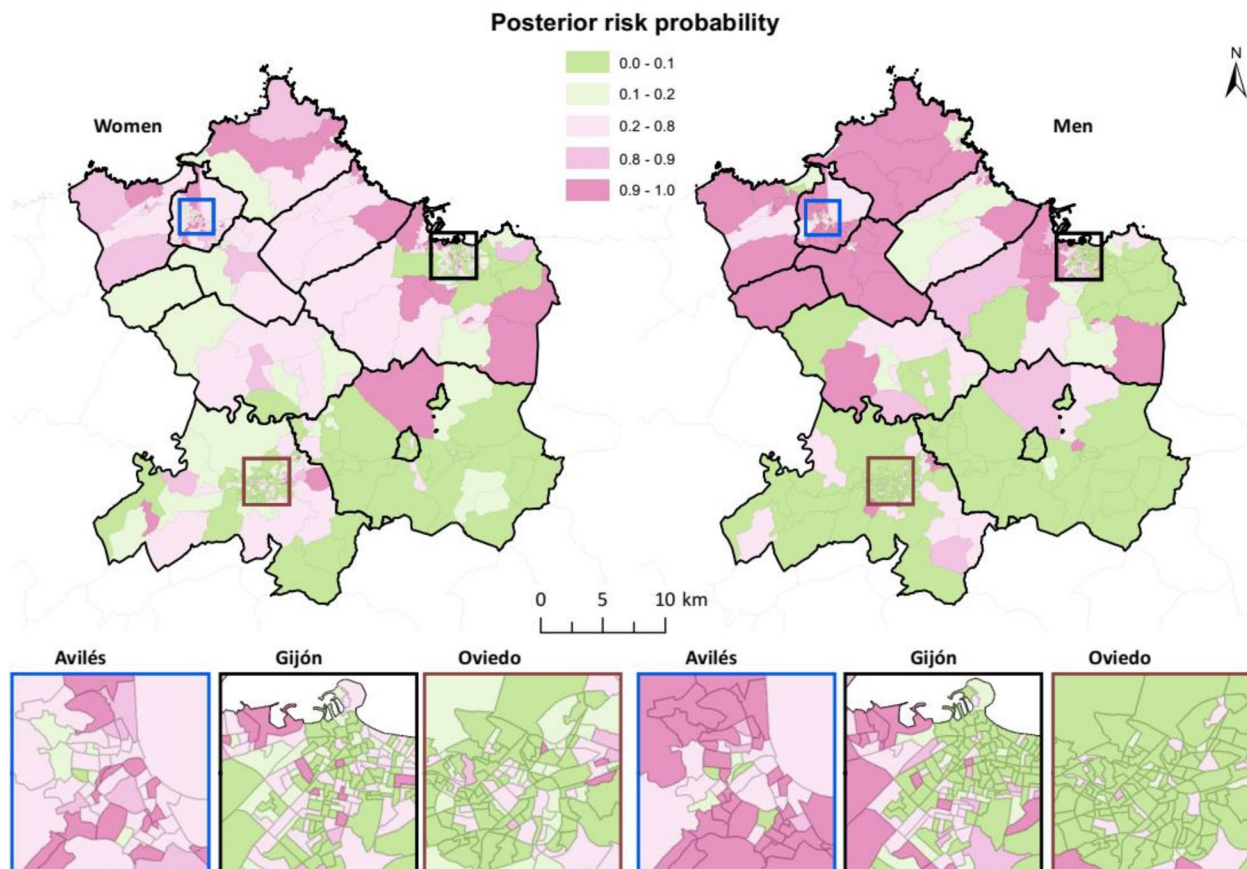 Posterior risk probability
N
Women
Men
0.0 - 0.1
0.1 - 0.2
0.2 - 0.8
0.8 - 0.9
0.9 - 1.0
0 5 10 km
Avilés Gijón Oviedo Avilés Gijón Oviedo